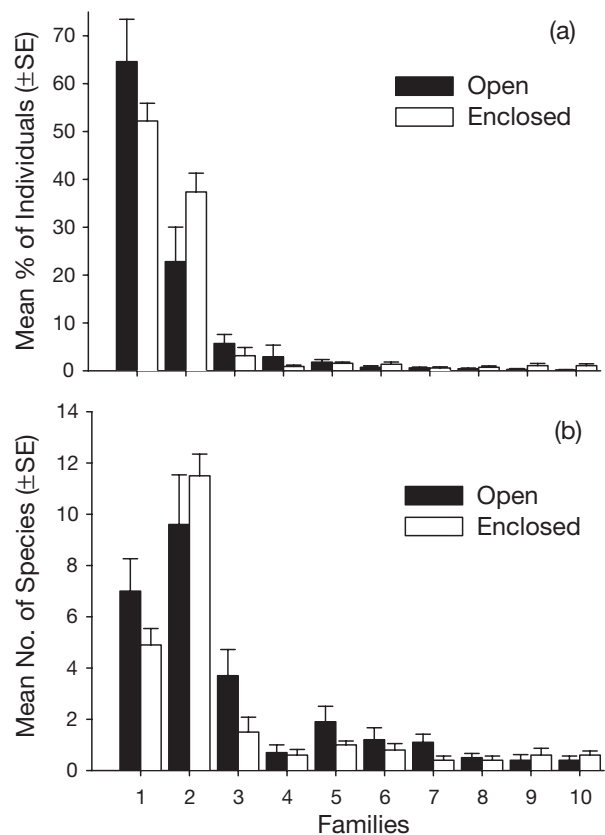 (a)
Mean % of Individuals (±SE)
70
60
50
40
30
20
10
0
Open
Enclosed
(b)
Mean No. of Species (±SE)
14
12
10
8
6
4
2
0
Open
Enclosed
1 2 3 4 5 6 7 8 9 10
Families